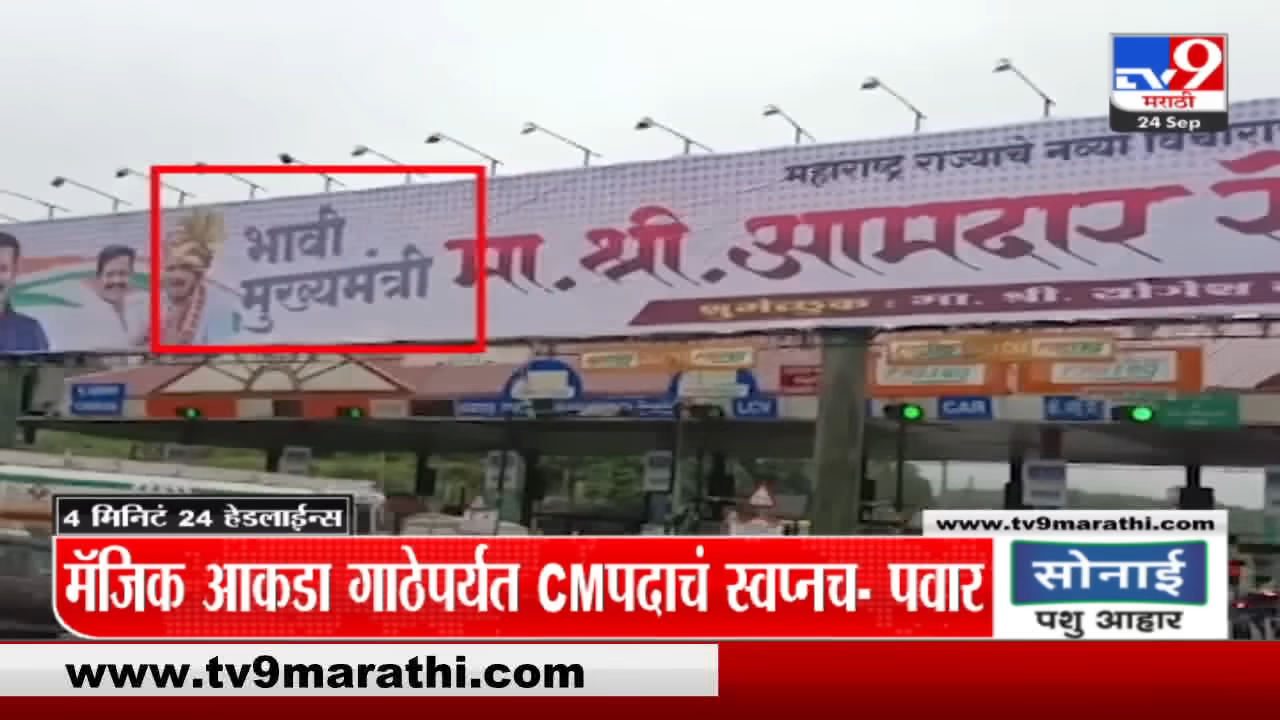 TV9
मराठी
24 Sep
महाराष्ट्र राज्याचे नव्या
भावी
मुख्यमंत्री
मा. श्री. आमदार
शुभेच्छुक : मा. श्री. योगेश
LCV
CAR
4 मिनिटं 24 हेडलाईन्स
www.tv9marathi.com
मॅजिक आकडा गाठेपर्यंत CMपदाचं स्वप्नच- पवार
सोनाई
पशु आहार
www.tv9marathi.com